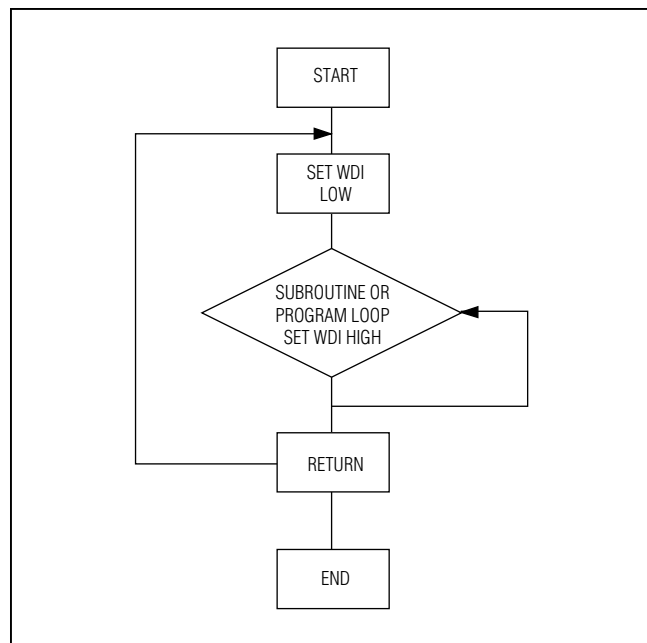 START
SET WDI
LOW
SUBROUTINE OR
PROGRAM LOOP
SET WDI HIGH
RETURN
END